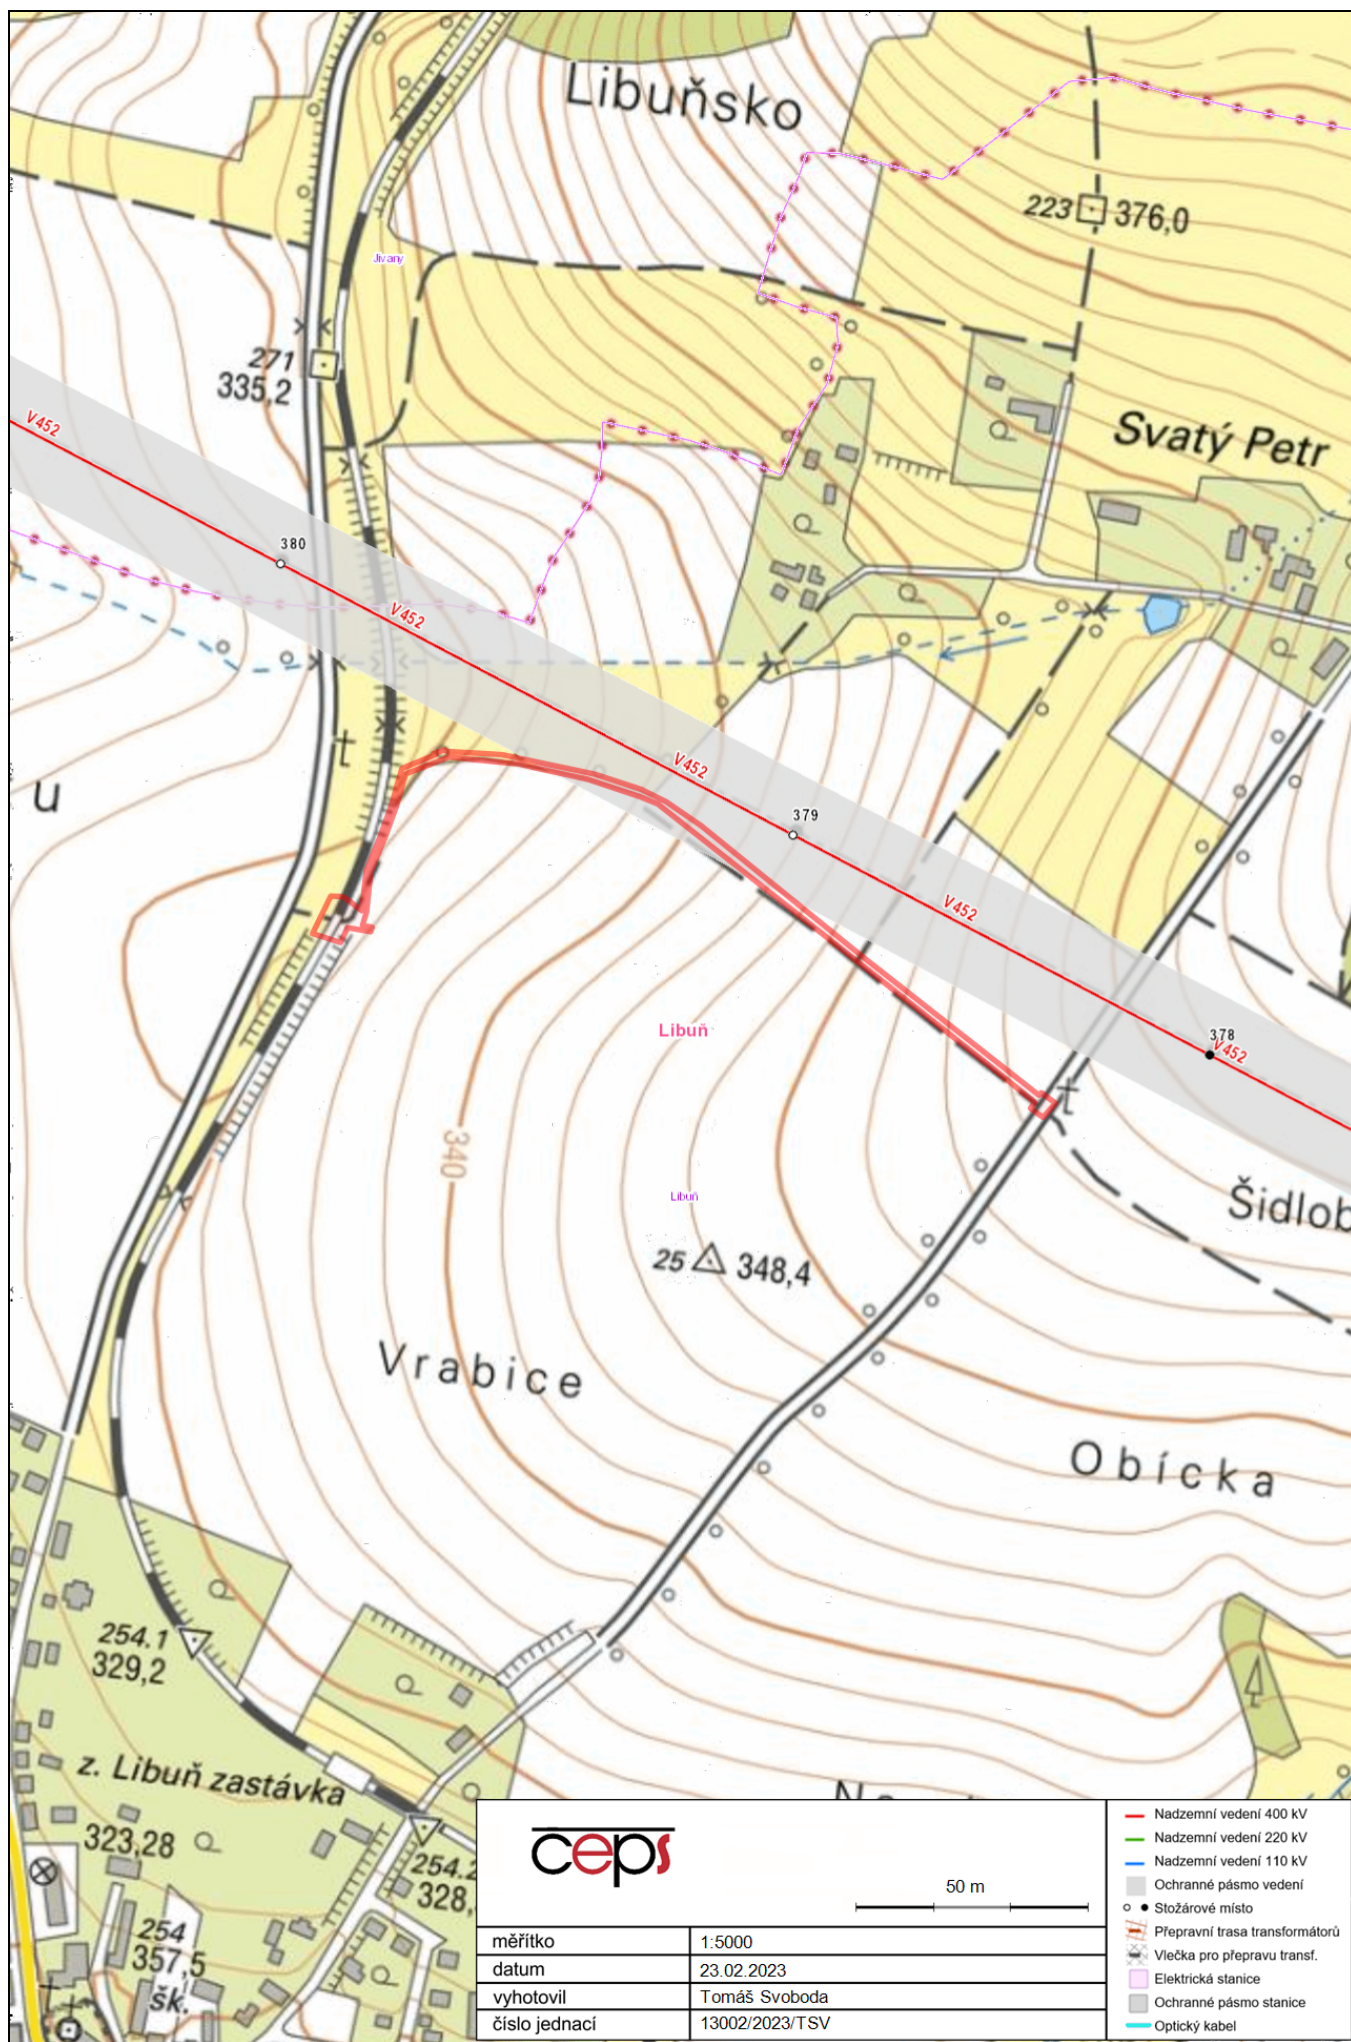 Libuňsko
223 376,0
Jivany
271
335,2
Svatý Petr
V452
380
V452
t
V452
u
379
V452
Libuň
378
V452
t
340
Libuň
Šidlob
25 348,4
Vrabice
Obícka
254.1
329,2
z. Libuň zastávka
323,28
254.2
328,
254
357,5
šk.
čeps
50 m
měřítko 1:5000
datum 23.02.2023
vyhotovil Tomáš Svoboda
číslo jednací 13002/2023/TSV
Nadzemní vedení 400 kV
Nadzemní vedení 220 kV
Nadzemní vedení 110 kV
Ochranné pásmo vedení
Stožárové místo
Přepravní trasa transformátorů
Vlečka pro přepravu transf.
Elektrická stanice
Ochranné pásmo stanice
Optický kabel